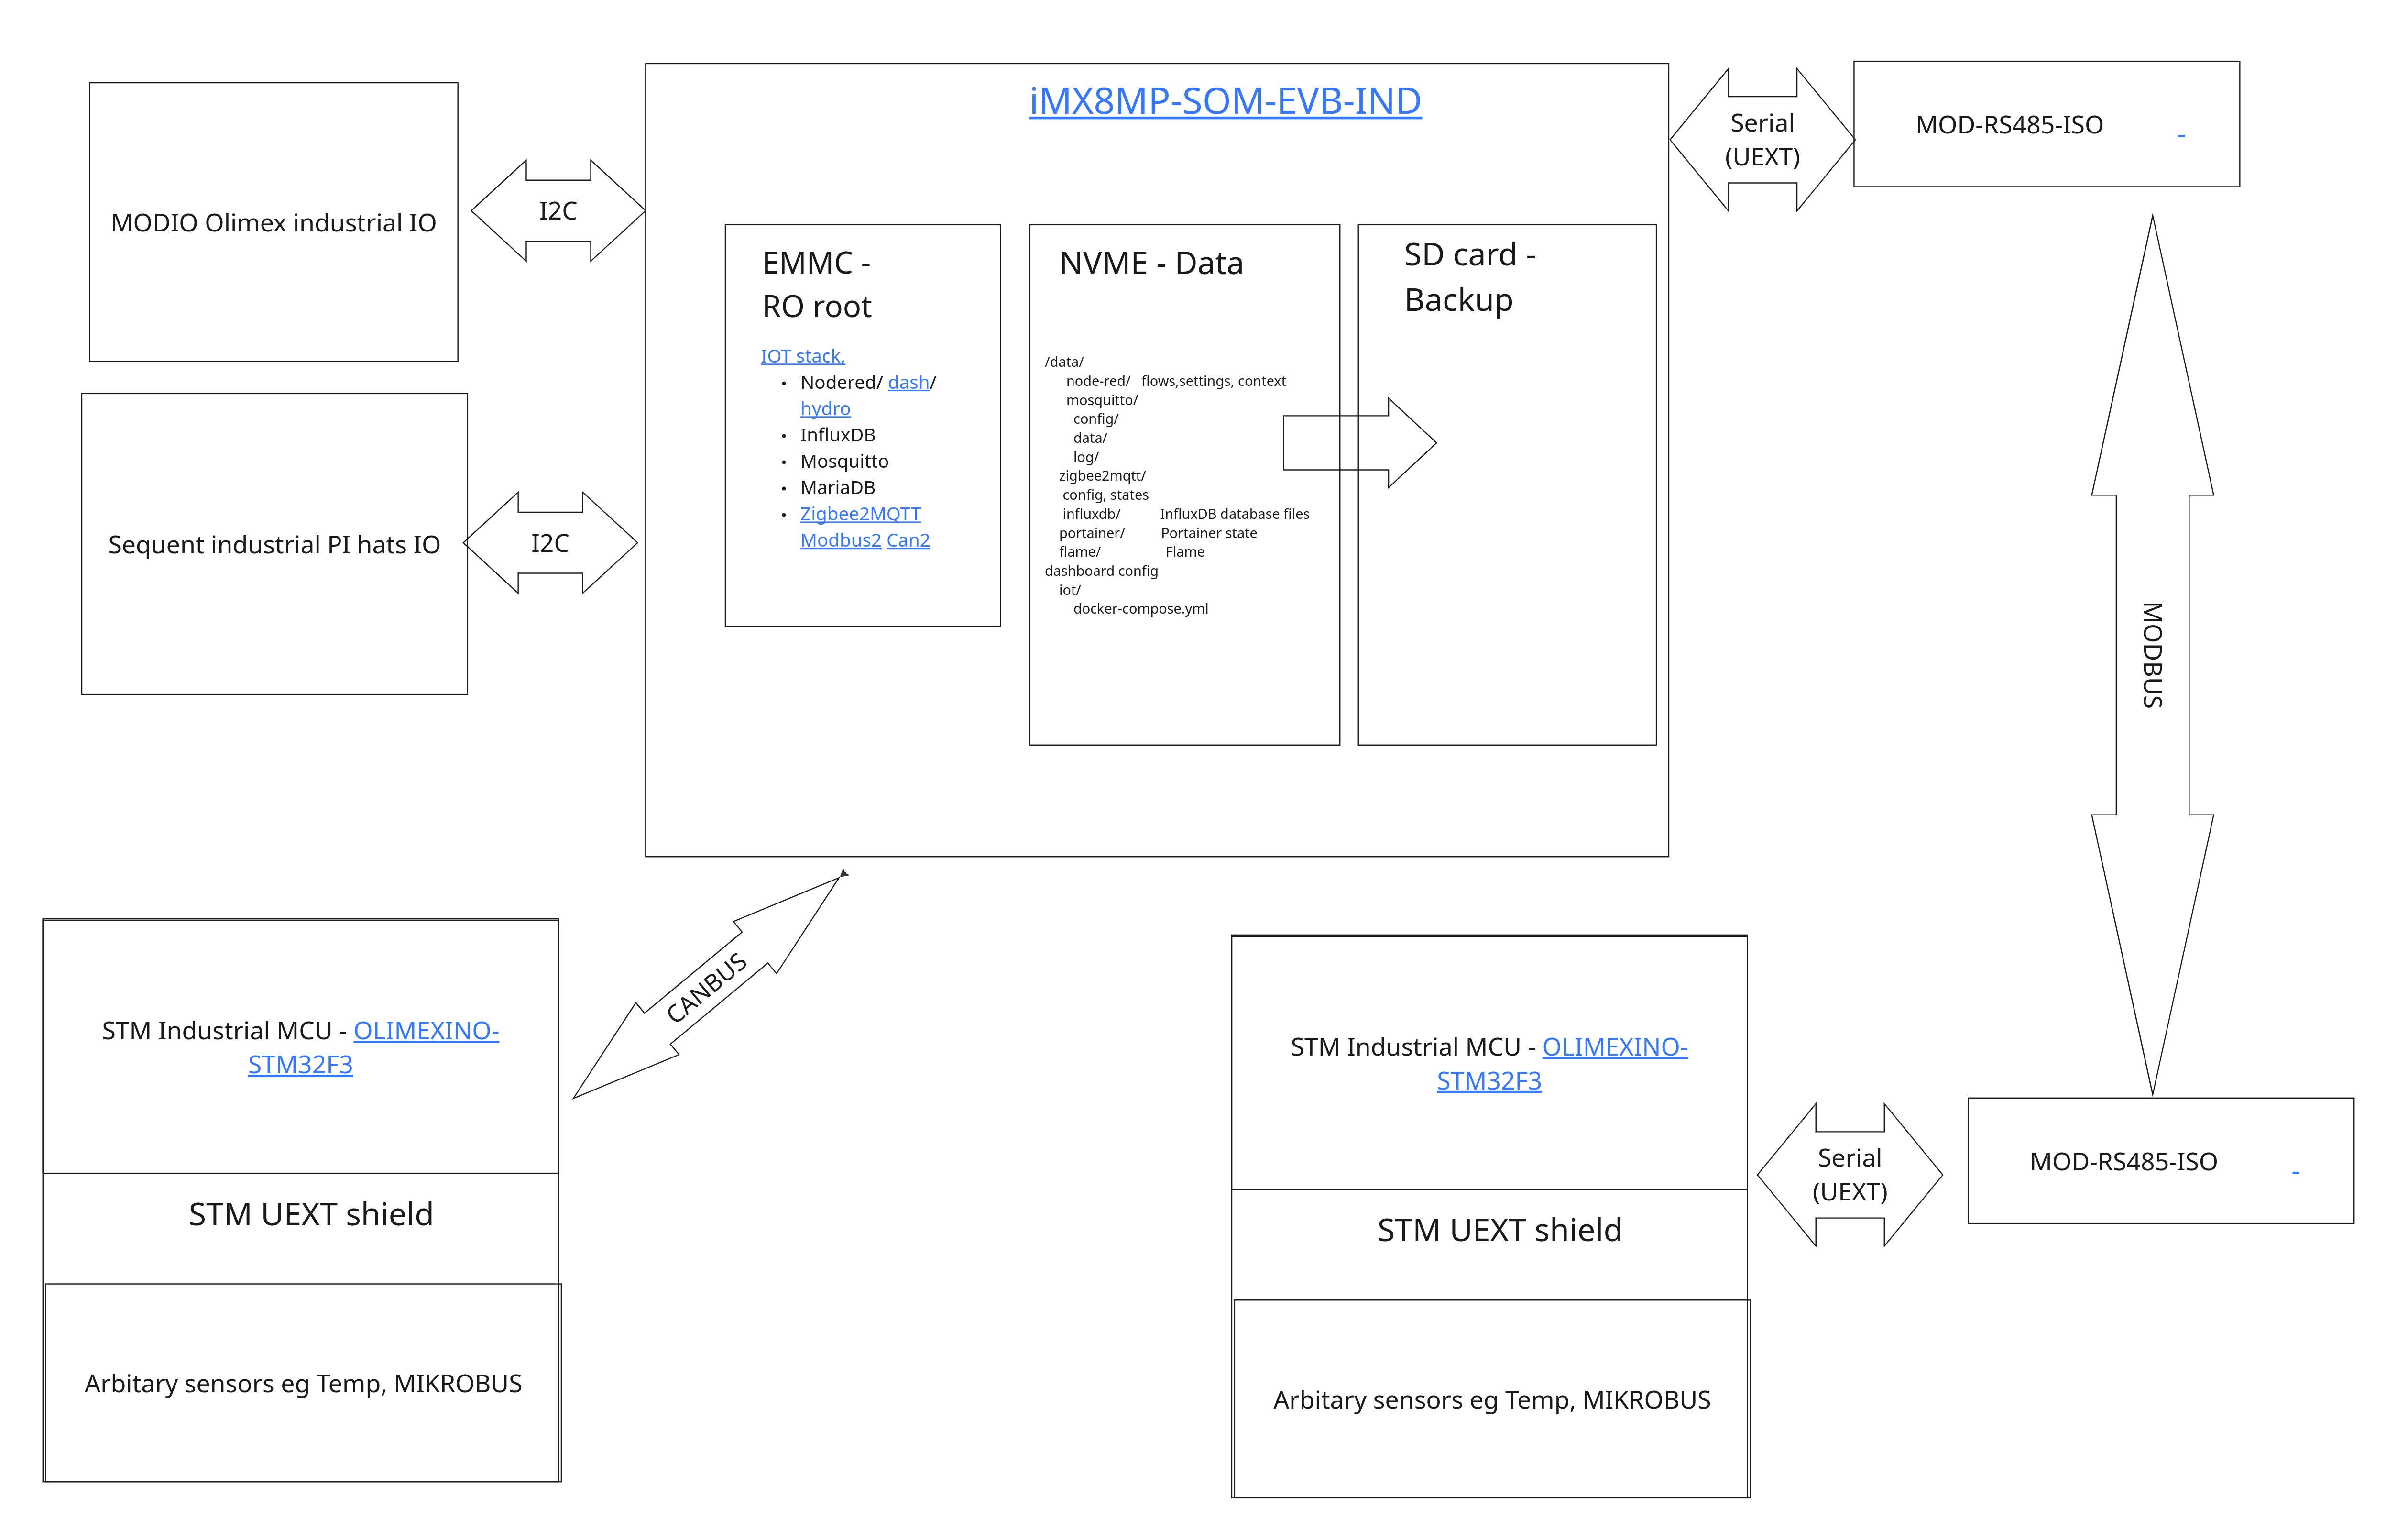 iMX8MP-SOM-EVB-IND
Serial
(UEXT)
MOD-RS485-ISO -
MODIO Olimex industrial IO
I2C
EMMC -
RO root
IOT stack,
• Nodered/ dash/
hydro
• InfluxDB
• Mosquitto
• MariaDB
• Zigbee2MQTT
Modbus2 Can2
NVME - Data
/data/
node-red/ flows,settings, context
mosquitto/
config/
data/
log/
zigbee2mqtt/
config, states
influxdb/ InfluxDB database files
portainer/ Portainer state
flame/ Flame
dashboard config
iot/
docker-compose.yml
SD card -
Backup
Sequent industrial PI hats IO
I2C
MODBUS
CANBUS
STM Industrial MCU - OLIMEXINO-
STM32F3
STM UEXT shield
Arbitary sensors eg Temp, MIKROBUS
STM Industrial MCU - OLIMEXINO-
STM32F3
STM UEXT shield
Arbitary sensors eg Temp, MIKROBUS
Serial
(UEXT)
MOD-RS485-ISO -